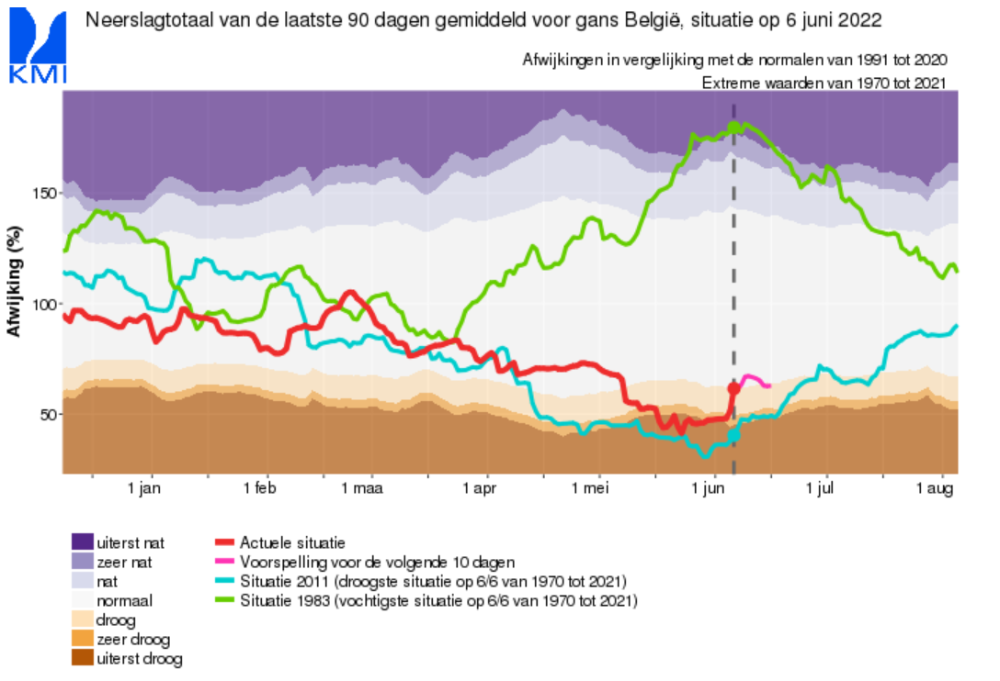 Neerslagtotaal van de laatste 90 dagen gemiddeld voor gans België, situatie op 6 juni 2022
KMI
Afwijkingen in vergelijking met de normalen van 1991 tot 2020
Extreme waarden van 1970 tot 2021
Afwijking (%)
150
100
50
1 jan 1 feb 1 maa 1 apr 1 mei 1 jun 1 jul 1 aug
uiterst nat
zeer nat
nat
normaal
droog
zeer droog
uiterst droog
Actuele situatie
Voorspelling voor de volgende 10 dagen
Situatie 2011 (droogste situatie op 6/6 van 1970 tot 2021)
Situatie 1983 (vochtigste situatie op 6/6 van 1970 tot 2021)